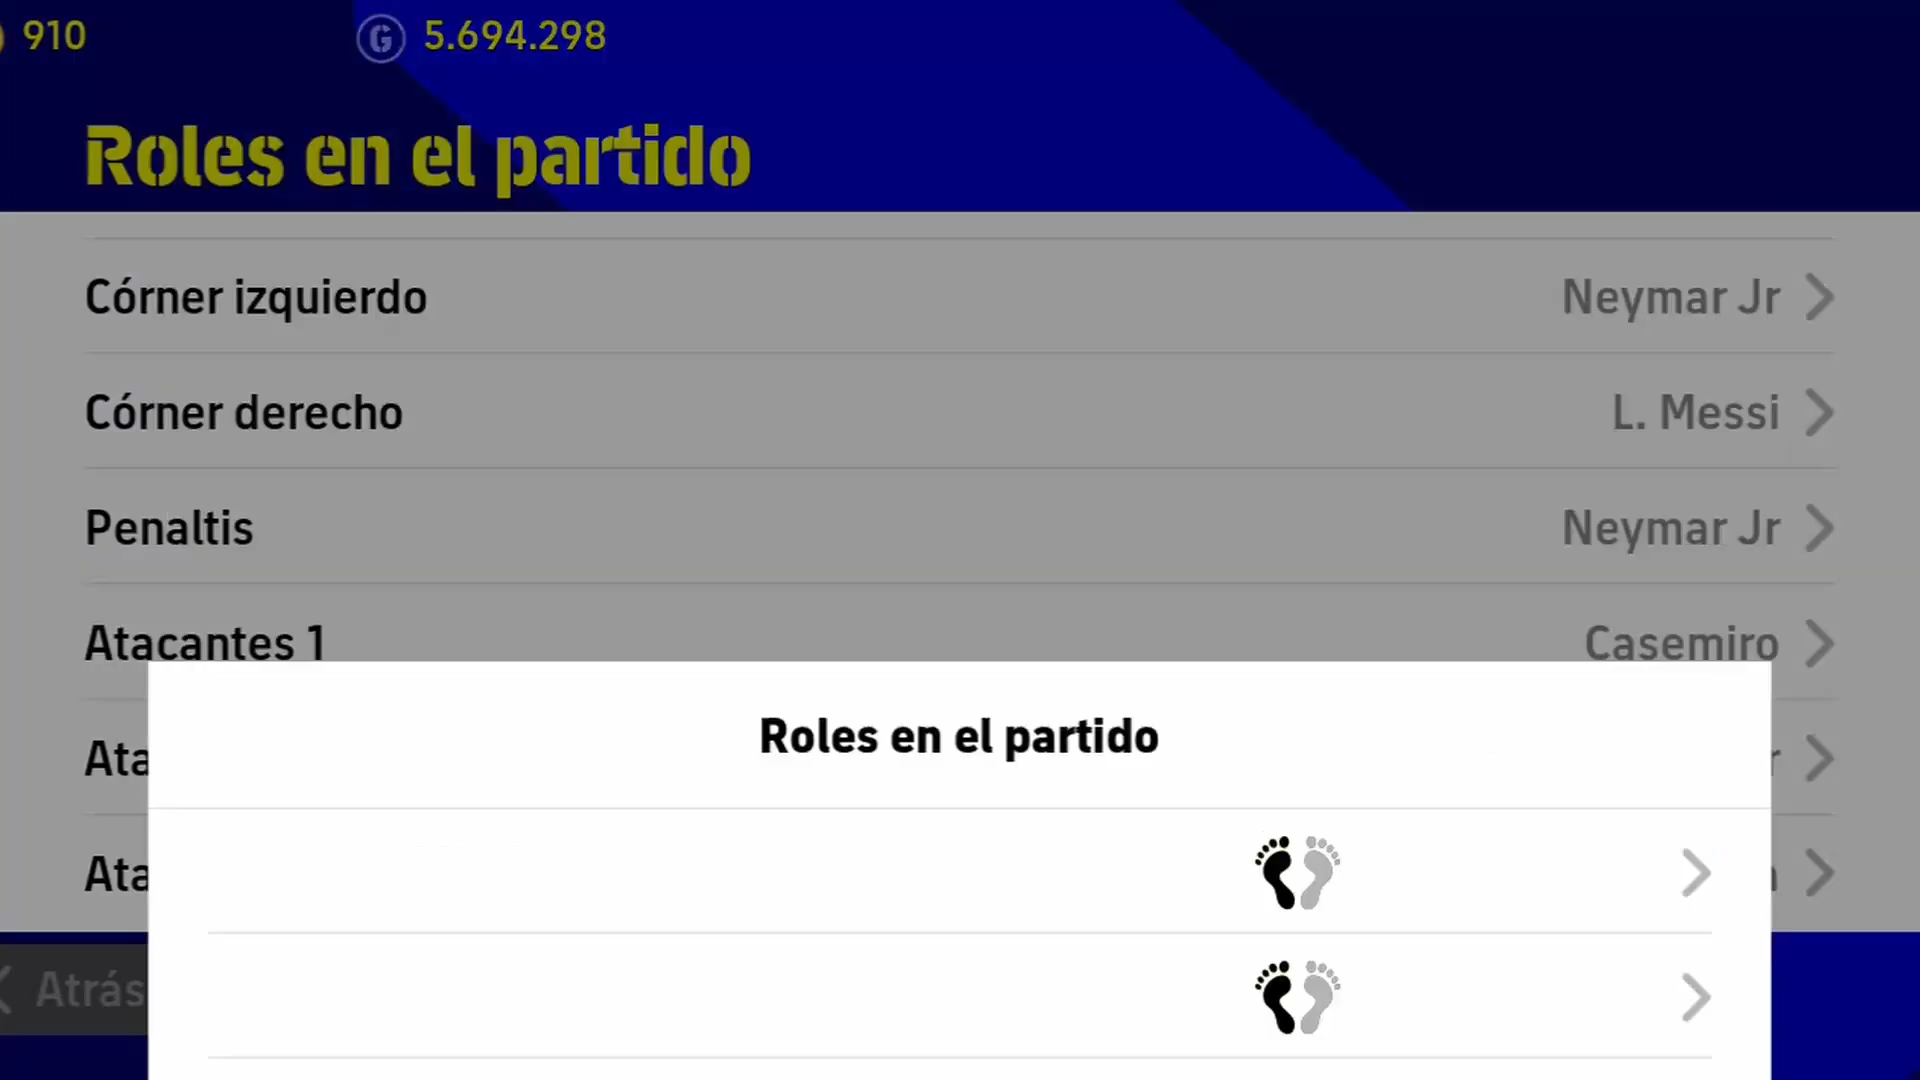 910
5.694.298
Roles en el partido
Córner izquierdo Neymar Jr
Córner derecho L. Messi
Penaltis Neymar Jr
Atacantes 1 Casemiro
Roles en el partido
Atrás